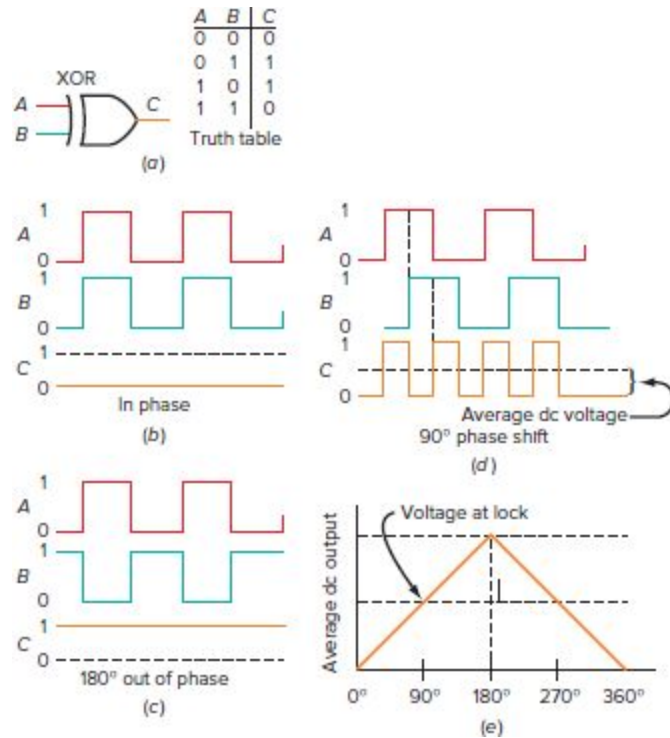 A B C
0 0 0
0 1 1
1 0 1
1 1 0
Truth table
XOR
A
B
C
(a)
1
A
0
1
B
0
1
C
0
In phase
(b)
1
A
0
1
B
0
1
C
0
Average dc voltage
90° phase shift
(d)
1
A
0
1
B
0
1
C
0
180° out of phase
(c)
Average dc output
Voltage at lock
0° 90° 180° 270° 360°
(e)